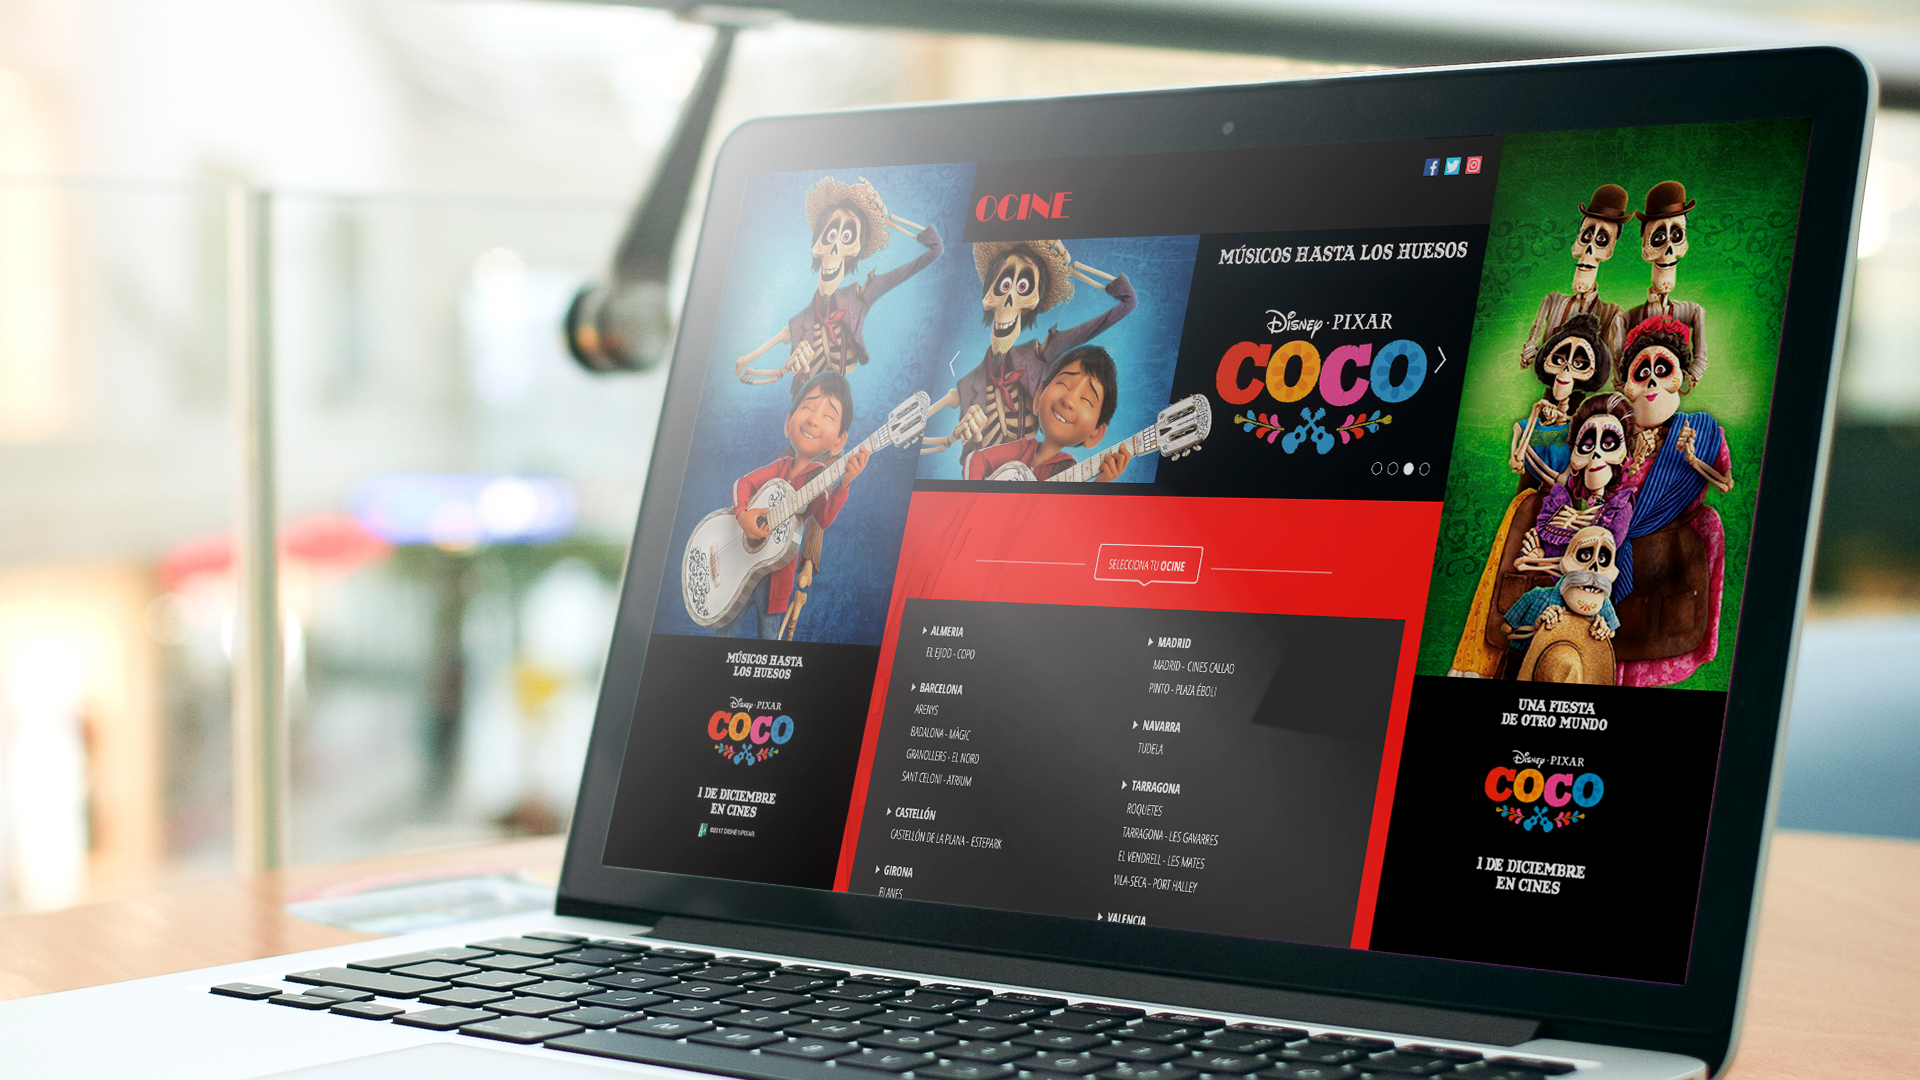 OCINE
MÚSICOS HASTA LOS HUESOS
DISNEY · PIXAR
COCO
SELECCIONA TU OCINE
ALMERIA
EL EJIDO - COPO
BARCELONA
ARENYS
BADALONA - MÀGIC
GRANOLLERS - EL NORD
SANT CELONI - ATRIUM
CASTELLÓN
CASTELLÓN DE LA PLANA - ESTEPARK
GIRONA
BLANES
MADRID
MADRID - CINES CALLAO
PINTO - PLAZA ÉBOLI
NAVARRA
TUDELA
TARRAGONA
ROQUETES
TARRAGONA - LES GAVARRES
EL VENDRELL - LES MATES
VILA-SECA - PORT HALLEY
VALENCIA
MÚSICOS HASTA
LOS HUESOS
DISNEY · PIXAR
COCO
1 DE DICIEMBRE
EN CINES
©2017 DISNEY/PIXAR
UNA FIESTA
DE OTRO MUNDO
DISNEY · PIXAR
COCO
1 DE DICIEMBRE
EN CINES